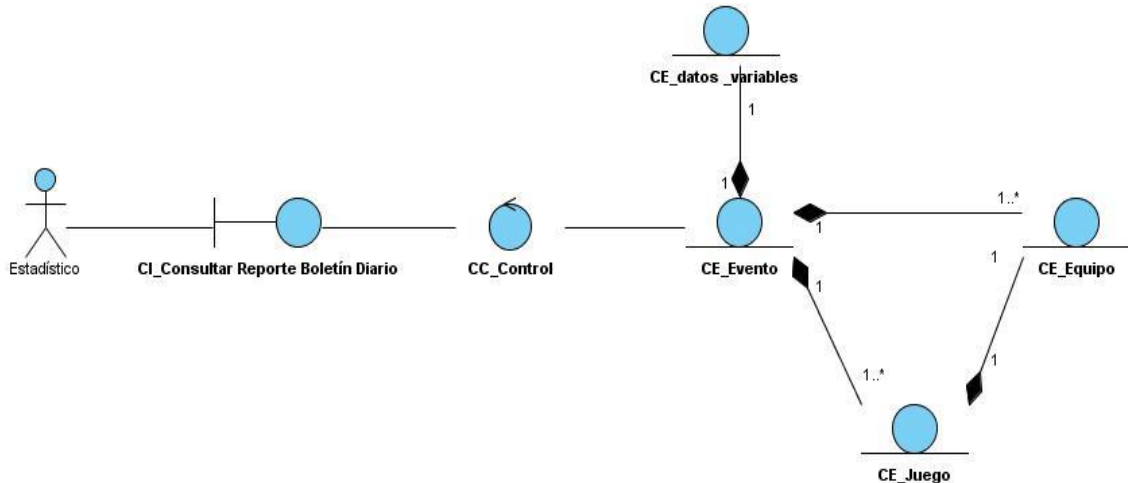 CE_datos _variables
1
1
1..*
1
Estadístico
CI_Consultar Reporte Boletín Diario
CC_Control
CE_Evento
1
CE_Equipo
1
1..*
1
CE_Juego